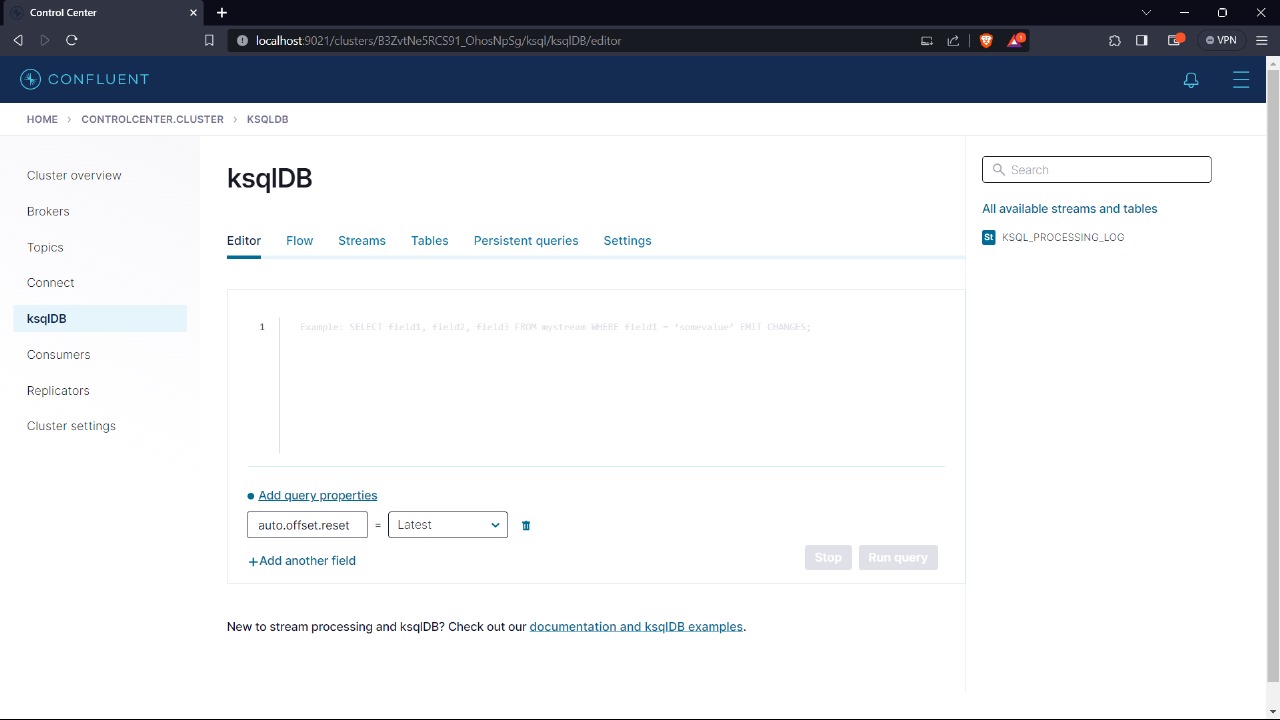 Control Center
localhost:9021/clusters/B3ZvtNe5RCS91_OhosNpSg/ksql/ksqlDB/editor
1
VPN
CONFLUENT
HOME > CONTROLCENTER.CLUSTER > KSQLDB
Cluster overview
Brokers
Topics
Connect
ksqlDB
Consumers
Replicators
Cluster settings
ksqlDB
Editor Flow Streams Tables Persistent queries Settings
1 Example: SELECT field1, field2, field3 FROM mystream WHERE field1 = 'somevalue' EMIT CHANGES;
Add query properties
auto.offset.reset = Latest
+Add another field
Stop Run query
New to stream processing and ksqlDB? Check out our documentation and ksqlDB examples.
Search
All available streams and tables
St KSQL_PROCESSING_LOG